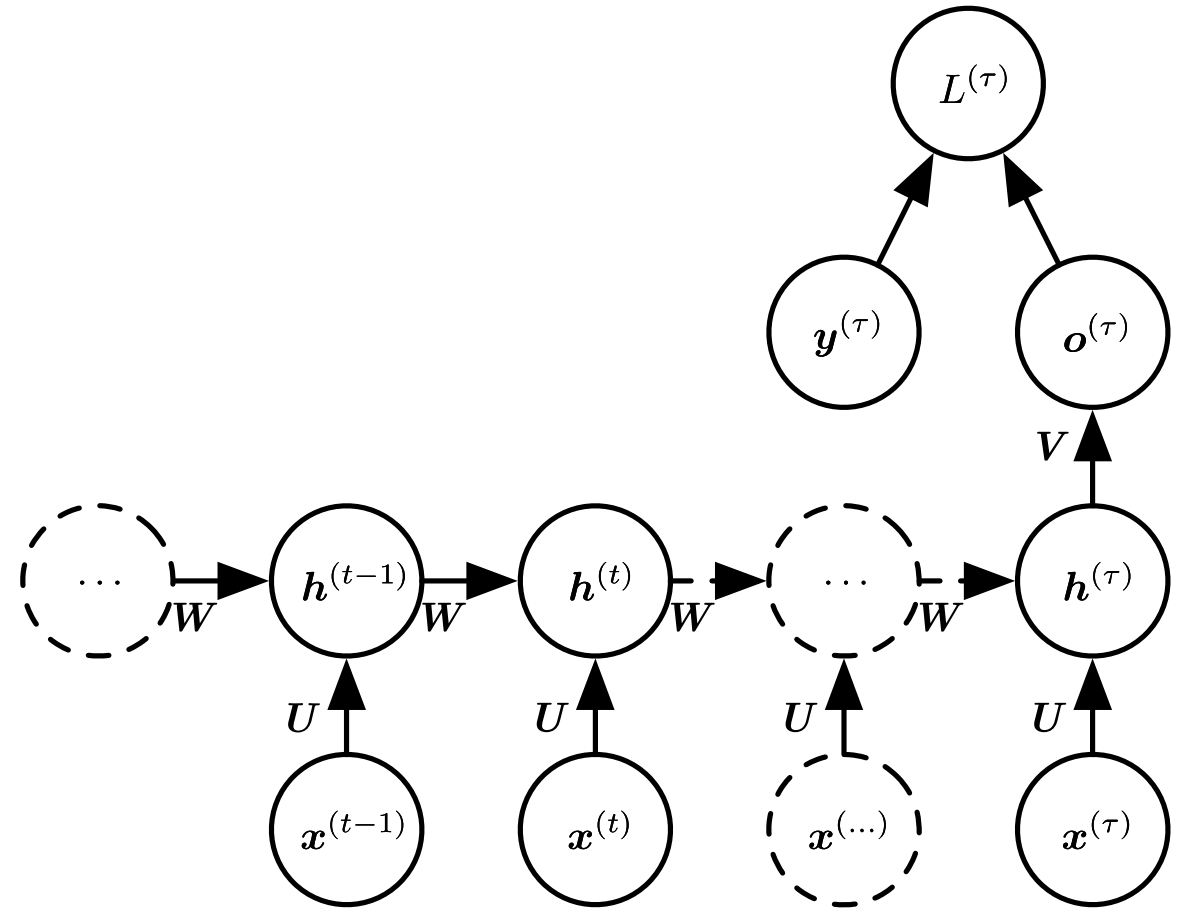 L^(τ)
y^(τ) o^(τ)
V
... h^(t−1) h^(t) ... h^(τ)
W W W W
U U U U
x^(t−1) x^(t) x^(...) x^(τ)